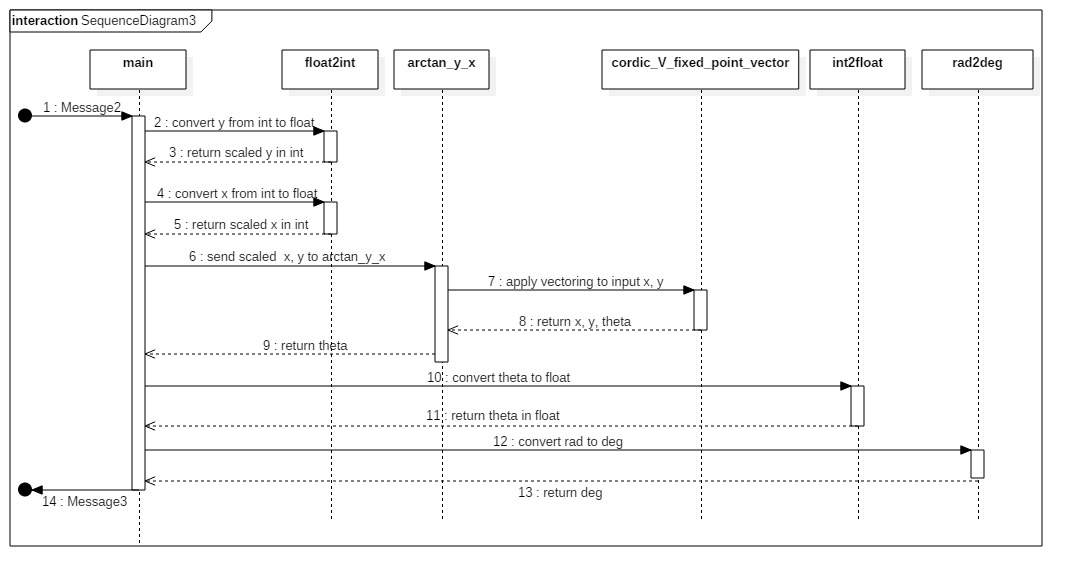 interaction SequenceDiagram3
main
float2int
arctan_y_x
cordic_V_fixed_point_vector
int2float
rad2deg
1 : Message2
2 : convert y from int to float
3 : return scaled y in int
4 : convert x from int to float
5 : return scaled x in int
6 : send scaled  x, y to arctan_y_x
7 : apply vectoring to input x, y
8 : return x, y, theta
9 : return theta
10 : convert theta to float
11 : return theta in float
12 : convert rad to deg
13 : return deg
14 : Message3